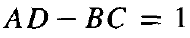 AD − BC = 1